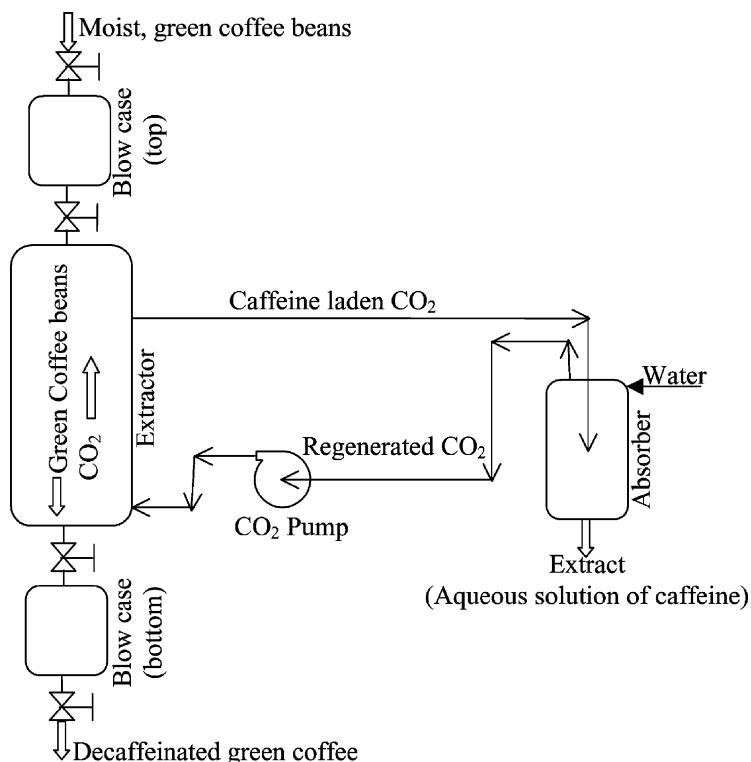 Moist, green coffee beans
Blow case
(top)
Green Coffee beans
CO₂
Extractor
Caffeine laden CO₂
Water
Absorber
Regenerated CO₂
CO₂ Pump
Extract
(Aqueous solution of caffeine)
Blow case
(bottom)
Decaffeinated green coffee